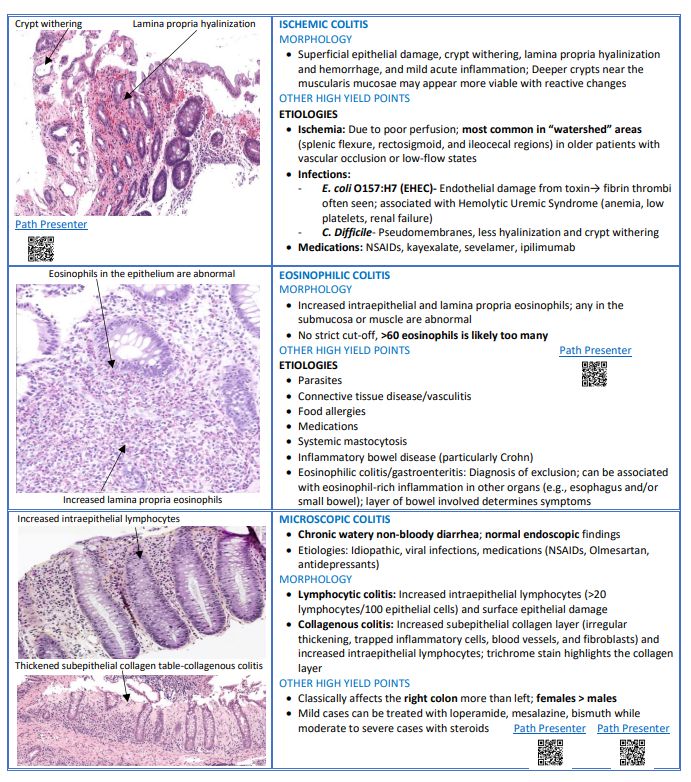 Crypt withering
Lamina propria hyalinization
Path Presenter
ISCHEMIC COLITIS
MORPHOLOGY
• Superficial epithelial damage, crypt withering, lamina propria hyalinization
and hemorrhage, and mild acute inflammation; Deeper crypts near the
muscularis mucosae may appear more viable with reactive changes
OTHER HIGH YIELD POINTS
ETIOLOGIES
• Ischemia: Due to poor perfusion; most common in “watershed” areas
(splenic flexure, rectosigmoid, and ileocecal regions) in older patients with
vascular occlusion or low-flow states
• Infections:
- E. coli O157:H7 (EHEC)- Endothelial damage from toxin→ fibrin thrombi
often seen; associated with Hemolytic Uremic Syndrome (anemia, low
platelets, renal failure)
- C. Difficile- Pseudomembranes, less hyalinization and crypt withering
• Medications: NSAIDs, kayexalate, sevelamer, ipilimumab
Eosinophils in the epithelium are abnormal
Increased lamina propria eosinophils
EOSINOPHILIC COLITIS
MORPHOLOGY
• Increased intraepithelial and lamina propria eosinophils; any in the
submucosa or muscle are abnormal
• No strict cut-off, >60 eosinophils is likely too many
OTHER HIGH YIELD POINTS
Path Presenter
ETIOLOGIES
• Parasites
• Connective tissue disease/vasculitis
• Food allergies
• Medications
• Systemic mastocytosis
• Inflammatory bowel disease (particularly Crohn)
• Eosinophilic colitis/gastroenteritis: Diagnosis of exclusion; can be associated
with eosinophil-rich inflammation in other organs (e.g., esophagus and/or
small bowel); layer of bowel involved determines symptoms
Increased intraepithelial lymphocytes
Thickened subepithelial collagen table-collagenous colitis
MICROSCOPIC COLITIS
• Chronic watery non-bloody diarrhea; normal endoscopic findings
• Etiologies: Idiopathic, viral infections, medications (NSAIDs, Olmesartan,
antidepressants)
MORPHOLOGY
• Lymphocytic colitis: Increased intraepithelial lymphocytes (>20
lymphocytes/100 epithelial cells) and surface epithelial damage
• Collagenous colitis: Increased subepithelial collagen layer (irregular
thickening, trapped inflammatory cells, blood vessels, and fibroblasts) and
increased intraepithelial lymphocytes; trichrome stain highlights the collagen
layer
OTHER HIGH YIELD POINTS
• Classically affects the right colon more than left; females > males
• Mild cases can be treated with loperamide, mesalazine, bismuth while
moderate to severe cases with steroids
Path Presenter
Path Presenter